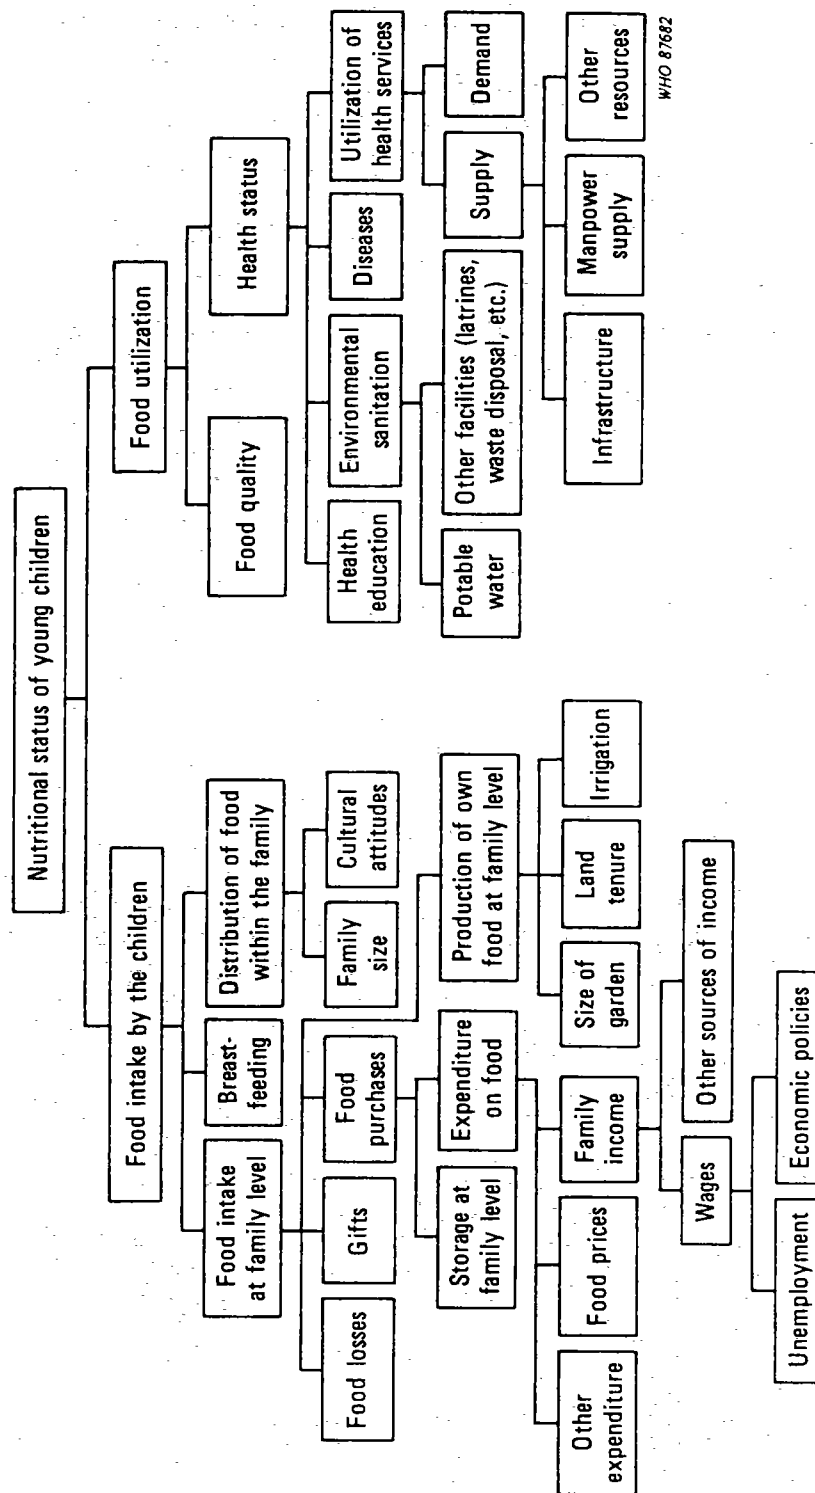 Nutritional status of young children
Food intake by the children
Food utilization
Food intake
at family level
Breast-
feeding
Distribution of food
within the family
Food quality
Health status
Food losses
Gifts
Food
purchases
Family
size
Cultural
attitudes
Health
education
Environmental
sanitation
Diseases
Utilization of
health services
Storage at
family level
Expenditure
on food
Production of own
food at family level
Potable
water
Other facilities (latrines,
waste disposal, etc.)
Supply
Demand
Other
expenditure
Food prices
Family
income
Size of
garden
Land
tenure
Irrigation
Infrastructure
Manpower
supply
Other
resources
Wages
Other sources of income
Unemployment
Economic policies
WHO 87682